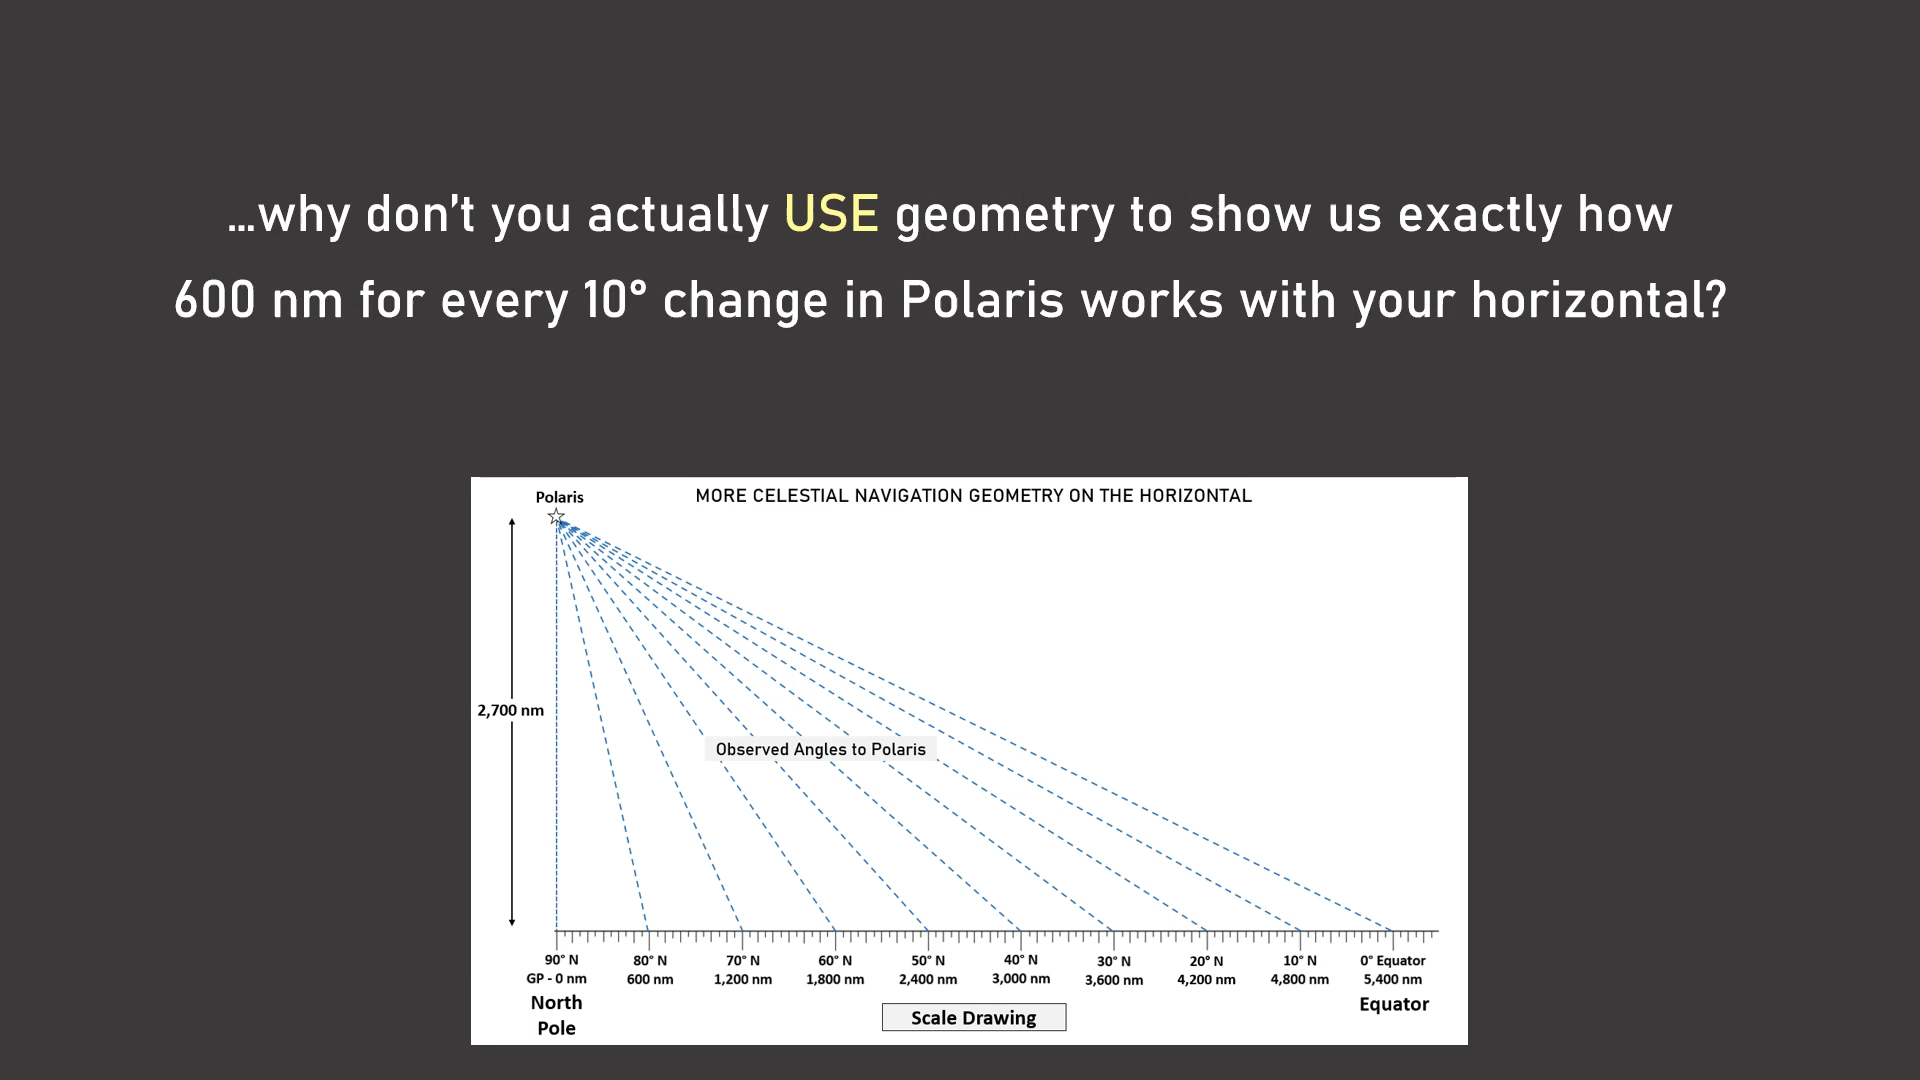 ...why don't you actually USE geometry to show us exactly how
600 nm for every 10° change in Polaris works with your horizontal?
Polaris
MORE CELESTIAL NAVIGATION GEOMETRY ON THE HORIZONTAL
2,700 nm
Observed Angles to Polaris
90° N 80° N 70° N 60° N 50° N 40° N 30° N 20° N 10° N 0° Equator
GP - 0 nm 600 nm 1,200 nm 1,800 nm 2,400 nm 3,000 nm 3,600 nm 4,200 nm 4,800 nm 5,400 nm
North
Pole
Equator
Scale Drawing